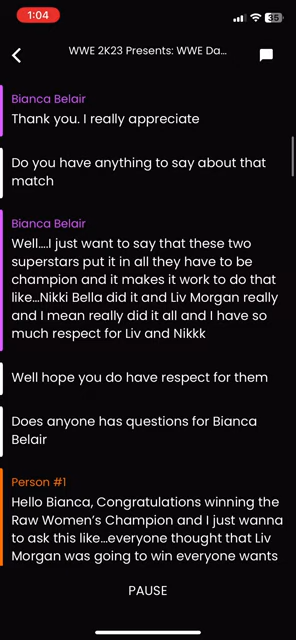 1:04
35
WWE 2K23 Presents: WWE Da...
Bianca Belair
Thank you. I really appreciate
Do you have anything to say about that
match
Bianca Belair
Well....I just want to say that these two
superstars put it in all they have to be
champion and it makes it work to do that
like...Nikki Bella did it and Liv Morgan really
and I mean really did it all and I have so
much respect for Liv and Nikkk
Well hope you do have respect for them
Does anyone has questions for Bianca
Belair
Person #1
Hello Bianca, Congratulations winning the
Raw Women's Champion and I just wanna
to ask this like...everyone thought that Liv
Morgan was going to win everyone wants
PAUSE